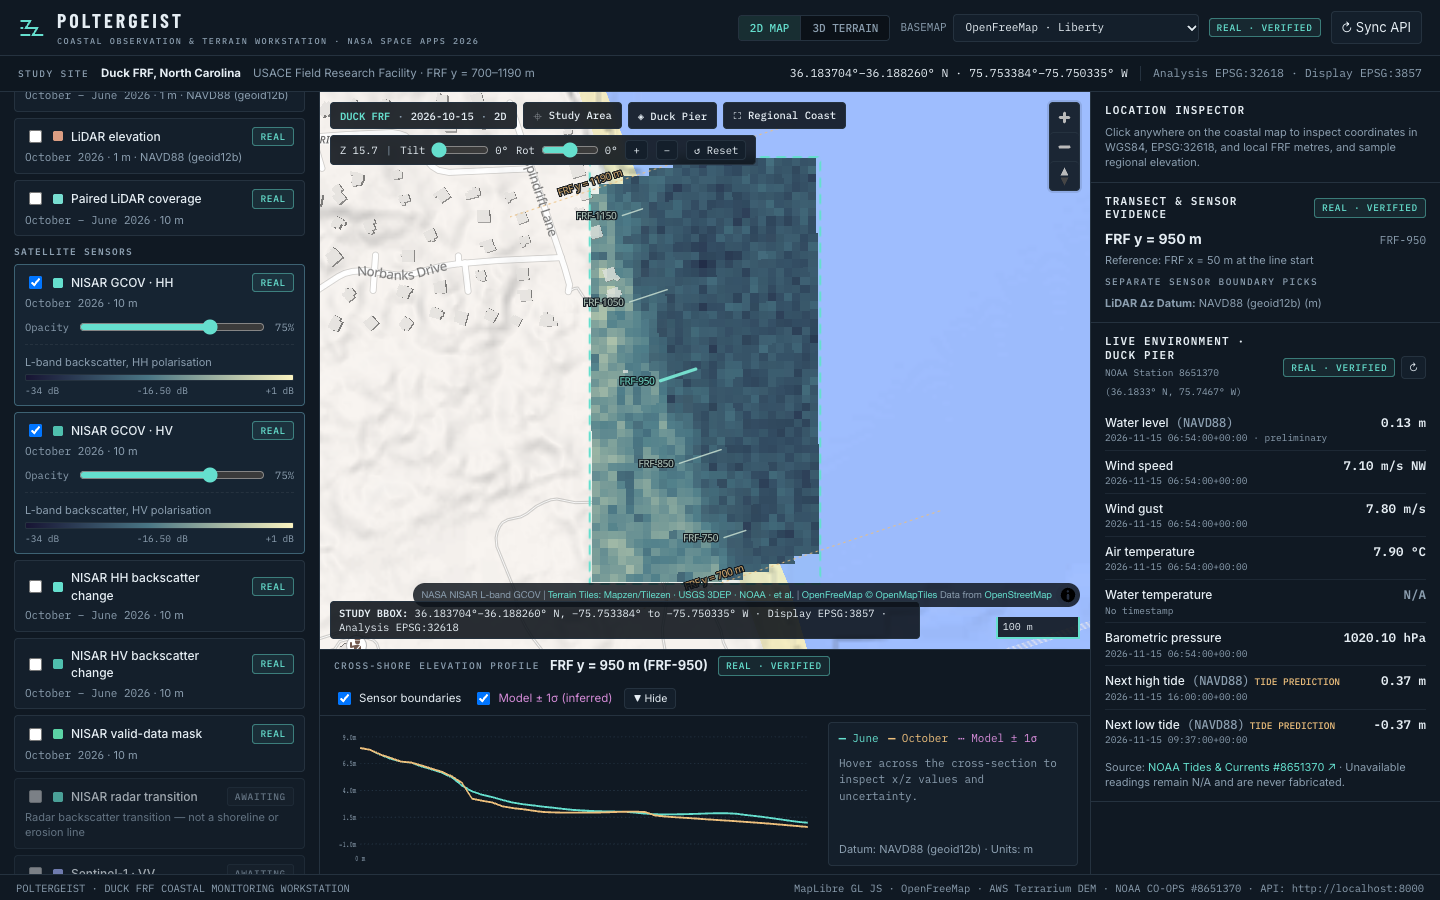 POLTERGEIST
COASTAL OBSERVATION & TERRAIN WORKSTATION · NASA SPACE APPS 2026
2D MAP 3D TERRAIN BASEMAP OpenFreeMap · Liberty REAL · VERIFIED ↻ Sync API
STUDY SITE Duck FRF, North Carolina USACE Field Research Facility · FRF y = 700–1190 m
36.183704°–36.188260° N · 75.753384°–75.750335° W Analysis EPSG:32618 · Display EPSG:3857
October – June 2026 · 1 m · NAVD88 (geoid12b)
LiDAR elevation REAL
October 2026 · 1 m · NAVD88 (geoid12b)
Paired LiDAR coverage REAL
October – June 2026 · 10 m
SATELLITE SENSORS
NISAR GCOV · HH REAL
October 2026 · 10 m
Opacity 75%
L-band backscatter, HH polarisation
-34 dB -16.50 dB +1 dB
NISAR GCOV · HV REAL
October 2026 · 10 m
Opacity 75%
L-band backscatter, HV polarisation
-34 dB -16.50 dB +1 dB
NISAR HH backscatter
change REAL
October – June 2026 · 10 m
NISAR HV backscatter
change REAL
October – June 2026 · 10 m
NISAR valid-data mask REAL
October 2026 · 10 m
NISAR radar transition AWAITING
Radar backscatter transition — not a shoreline or
erosion line
Sentinel-1 · VV AWAITING
DUCK FRF · 2026-10-15 · 2D
Study Area
◈ Duck Pier
Regional Coast
Z 15.7 | Tilt 0° Rot 0° + − ↺ Reset
FRF y = 1190 m
pindrift Lane
FRF-1150
Norbanks Drive
FRF-1050
FRF-950
FRF-850
FRF-750
FRF y = 700 m
NASA NISAR L-band GCOV | Terrain Tiles: Mapzen/Tilezen · USGS 3DEP · NOAA · et al. | OpenFreeMap © OpenMapTiles Data from OpenStreetMap
STUDY BBOX: 36.183704°–36.188260° N, −75.753384° to −75.750335° W · Display EPSG:3857 ·
Analysis EPSG:32618
100 m
CROSS-SHORE ELEVATION PROFILE FRF y = 950 m (FRF-950) REAL · VERIFIED
Sensor boundaries Model ± 1σ (inferred) ▼ Hide
9.0m
6.5m
4.0m
1.5m
-1.0m
0 m
June October Model ± 1σ
Hover across the cross-section to
inspect x/z values and
uncertainty.
Datum: NAVD88 (geoid12b) · Units: m
LOCATION INSPECTOR
Click anywhere on the coastal map to inspect coordinates in
WGS84, EPSG:32618, and local FRF metres, and sample
regional elevation.
TRANSECT & SENSOR
EVIDENCE REAL · VERIFIED
FRF y = 950 m FRF-950
Reference: FRF x = 50 m at the line start
SEPARATE SENSOR BOUNDARY PICKS
LiDAR Δz Datum: NAVD88 (geoid12b) (m)
LIVE ENVIRONMENT ·
DUCK PIER
NOAA Station 8651370 REAL · VERIFIED ↻
(36.1833° N, 75.7467° W)
Water level (NAVD88) 0.13 m
2026-11-15 06:54:00+00:00 · preliminary
Wind speed 7.10 m/s NW
2026-11-15 06:54:00+00:00
Wind gust 7.80 m/s
2026-11-15 06:54:00+00:00
Air temperature 7.90 °C
2026-11-15 06:54:00+00:00
Water temperature N/A
No timestamp
Barometric pressure 1020.10 hPa
2026-11-15 06:54:00+00:00
Next high tide (NAVD88) TIDE PREDICTION 0.37 m
2026-11-15 16:00:00+00:00
Next low tide (NAVD88) TIDE PREDICTION -0.37 m
2026-11-15 09:37:00+00:00
Source: NOAA Tides & Currents #8651370 ↗ · Unavailable
readings remain N/A and are never fabricated.
POLTERGEIST · DUCK FRF COASTAL MONITORING WORKSTATION
MapLibre GL JS · OpenFreeMap · AWS Terrarium DEM · NOAA CO-OPS #8651370 · API: http://localhost:8000